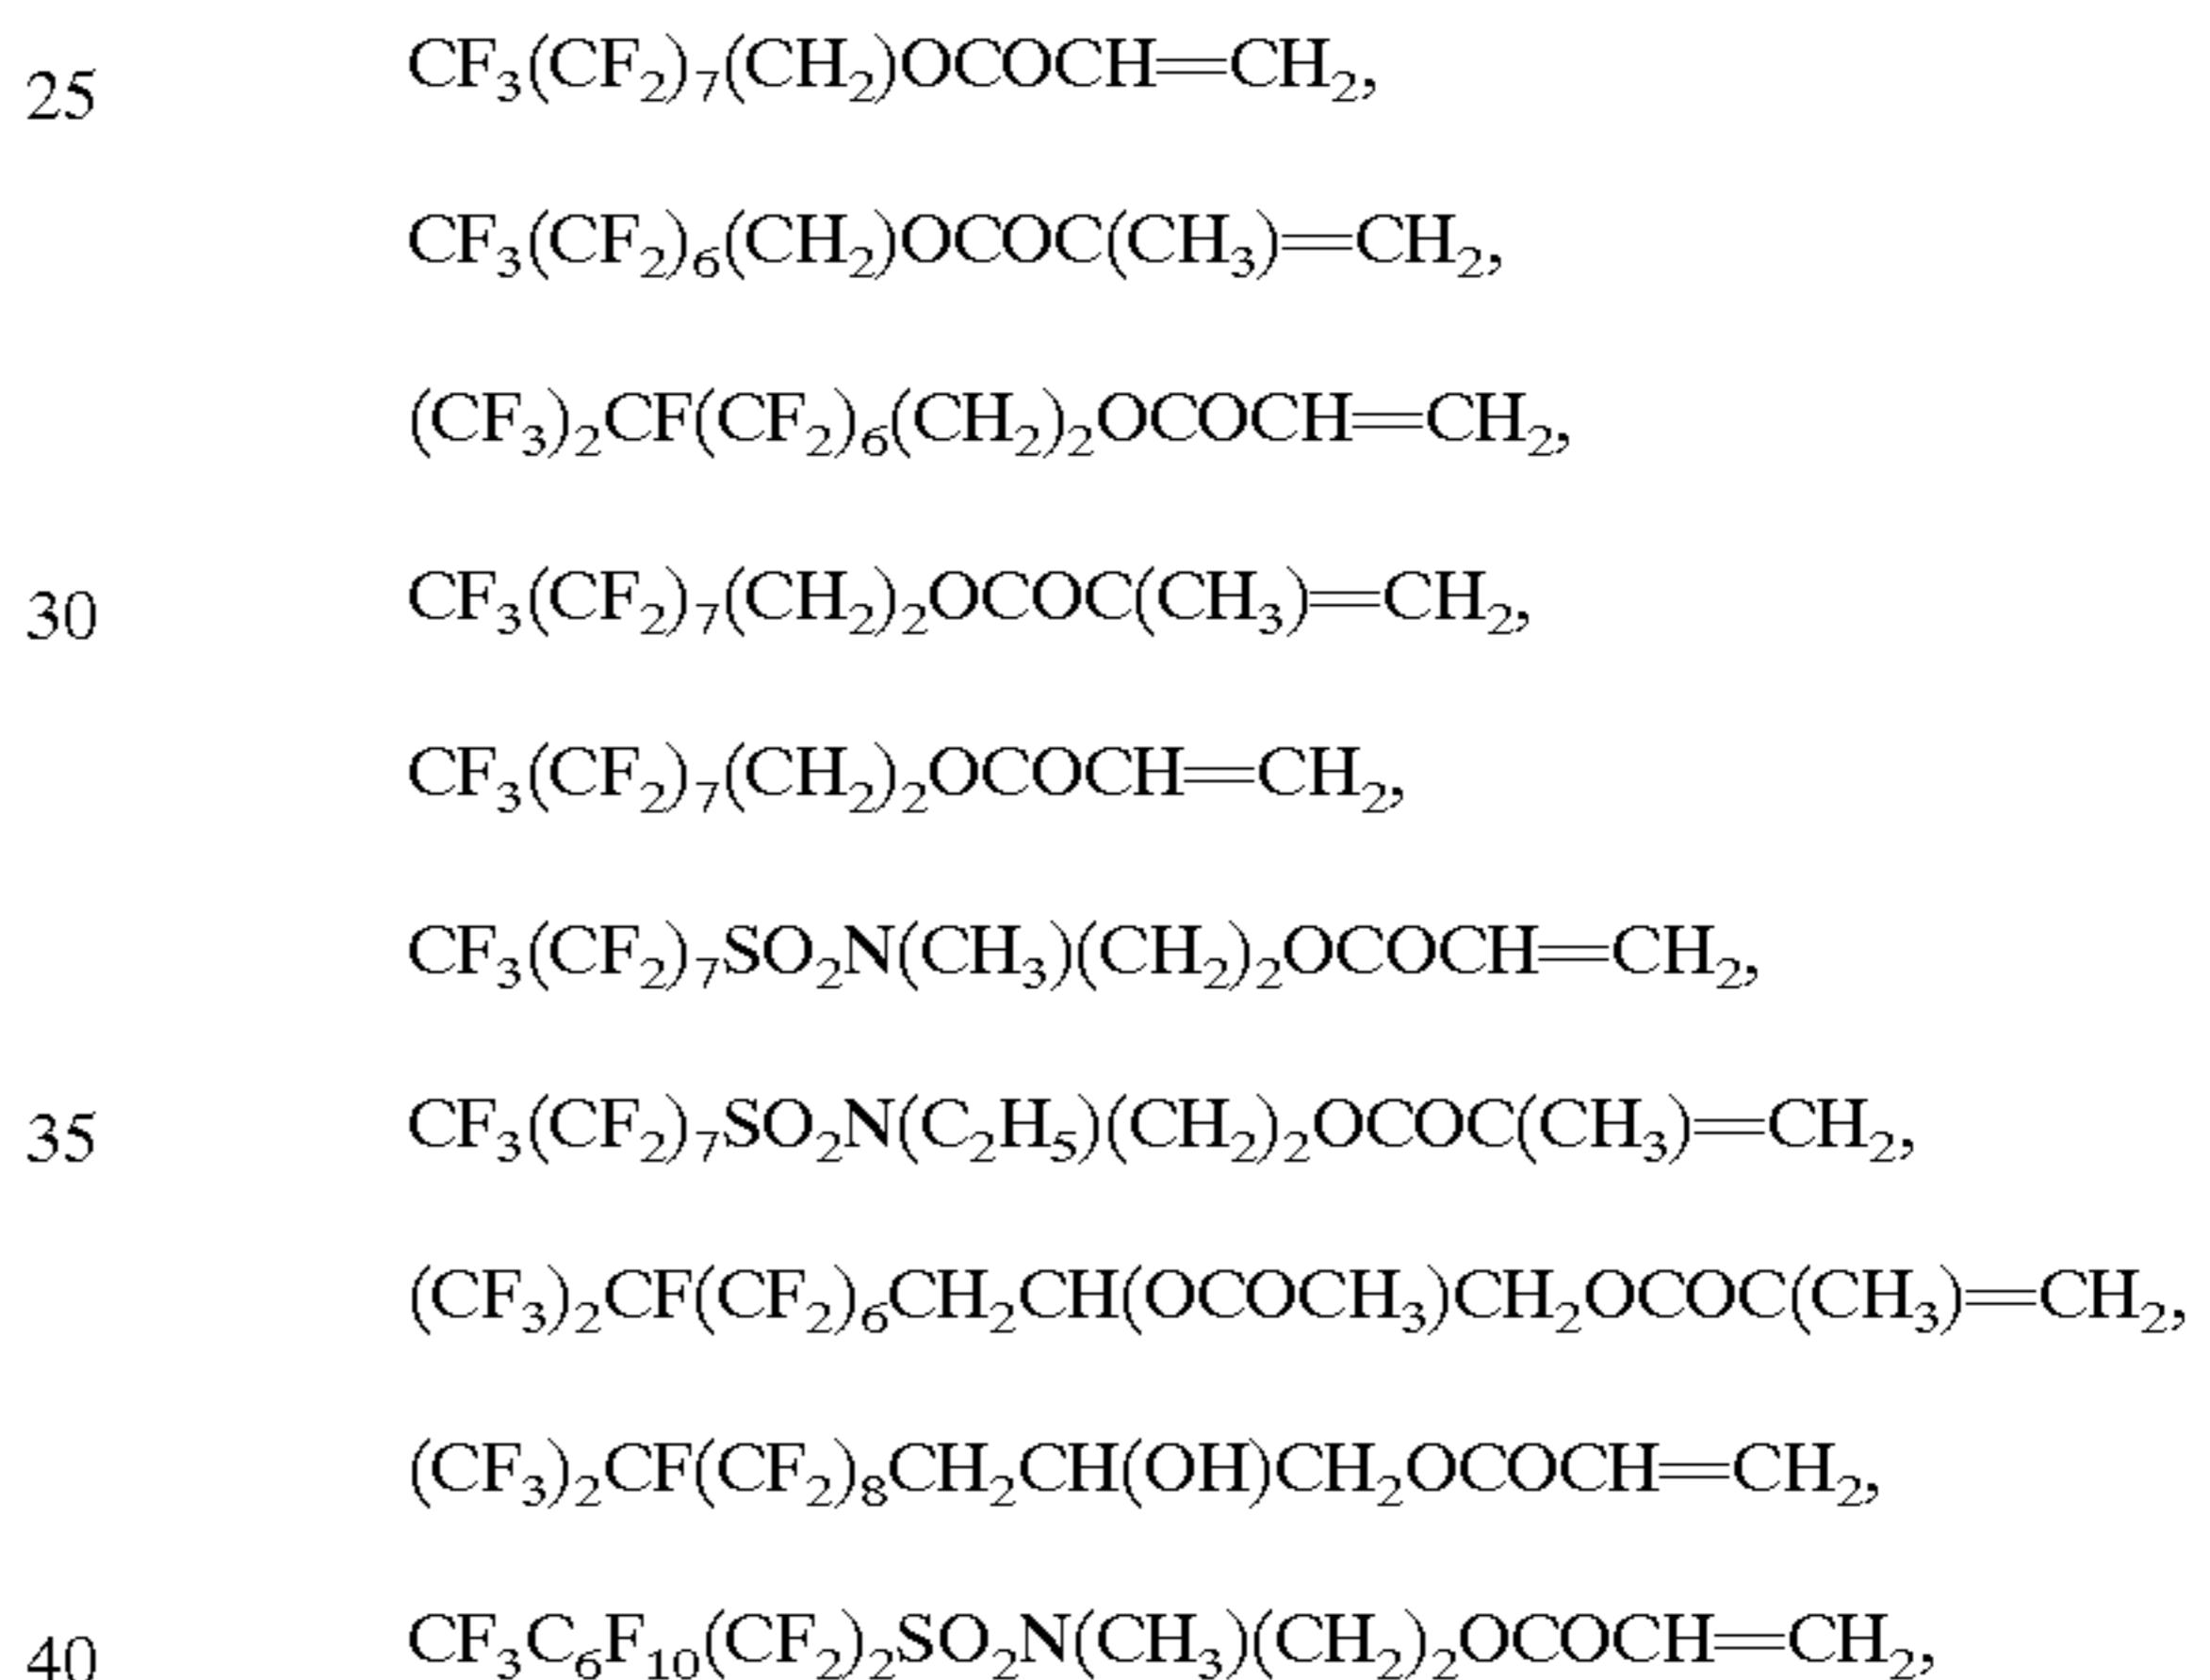 25 CF₃(CF₂)₇(CH₂)OCOCH=CH₂,
CF₃(CF₂)₆(CH₂)OCOC(CH₃)=CH₂,
(CF₃)₂CF(CF₂)₆(CH₂)₂OCOCH=CH₂,
30 CF₃(CF₂)₇(CH₂)₂OCOC(CH₃)=CH₂,
CF₃(CF₂)₇(CH₂)₂OCOCH=CH₂,
CF₃(CF₂)₇SO₂N(CH₃)(CH₂)₂OCOCH=CH₂,
35 CF₃(CF₂)₇SO₂N(C₂H₅)(CH₂)₂OCOC(CH₃)=CH₂,
(CF₃)₂CF(CF₂)₆CH₂CH(OCOCH₃)CH₂OCOC(CH₃)=CH₂,
(CF₃)₂CF(CF₂)₈CH₂CH(OH)CH₂OCOCH=CH₂,
40 CF₃C₆F₁₀(CF₂)₂SO₂N(CH₃)(CH₂)₂OCOCH=CH₂,